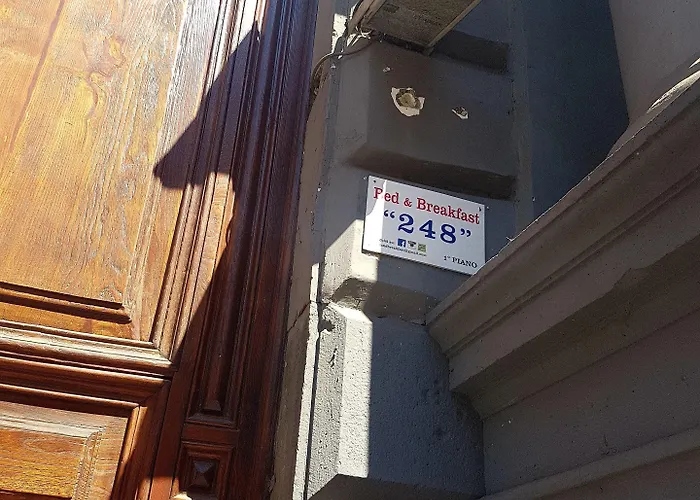 Bed & Breakfast
“248”
1° PIANO